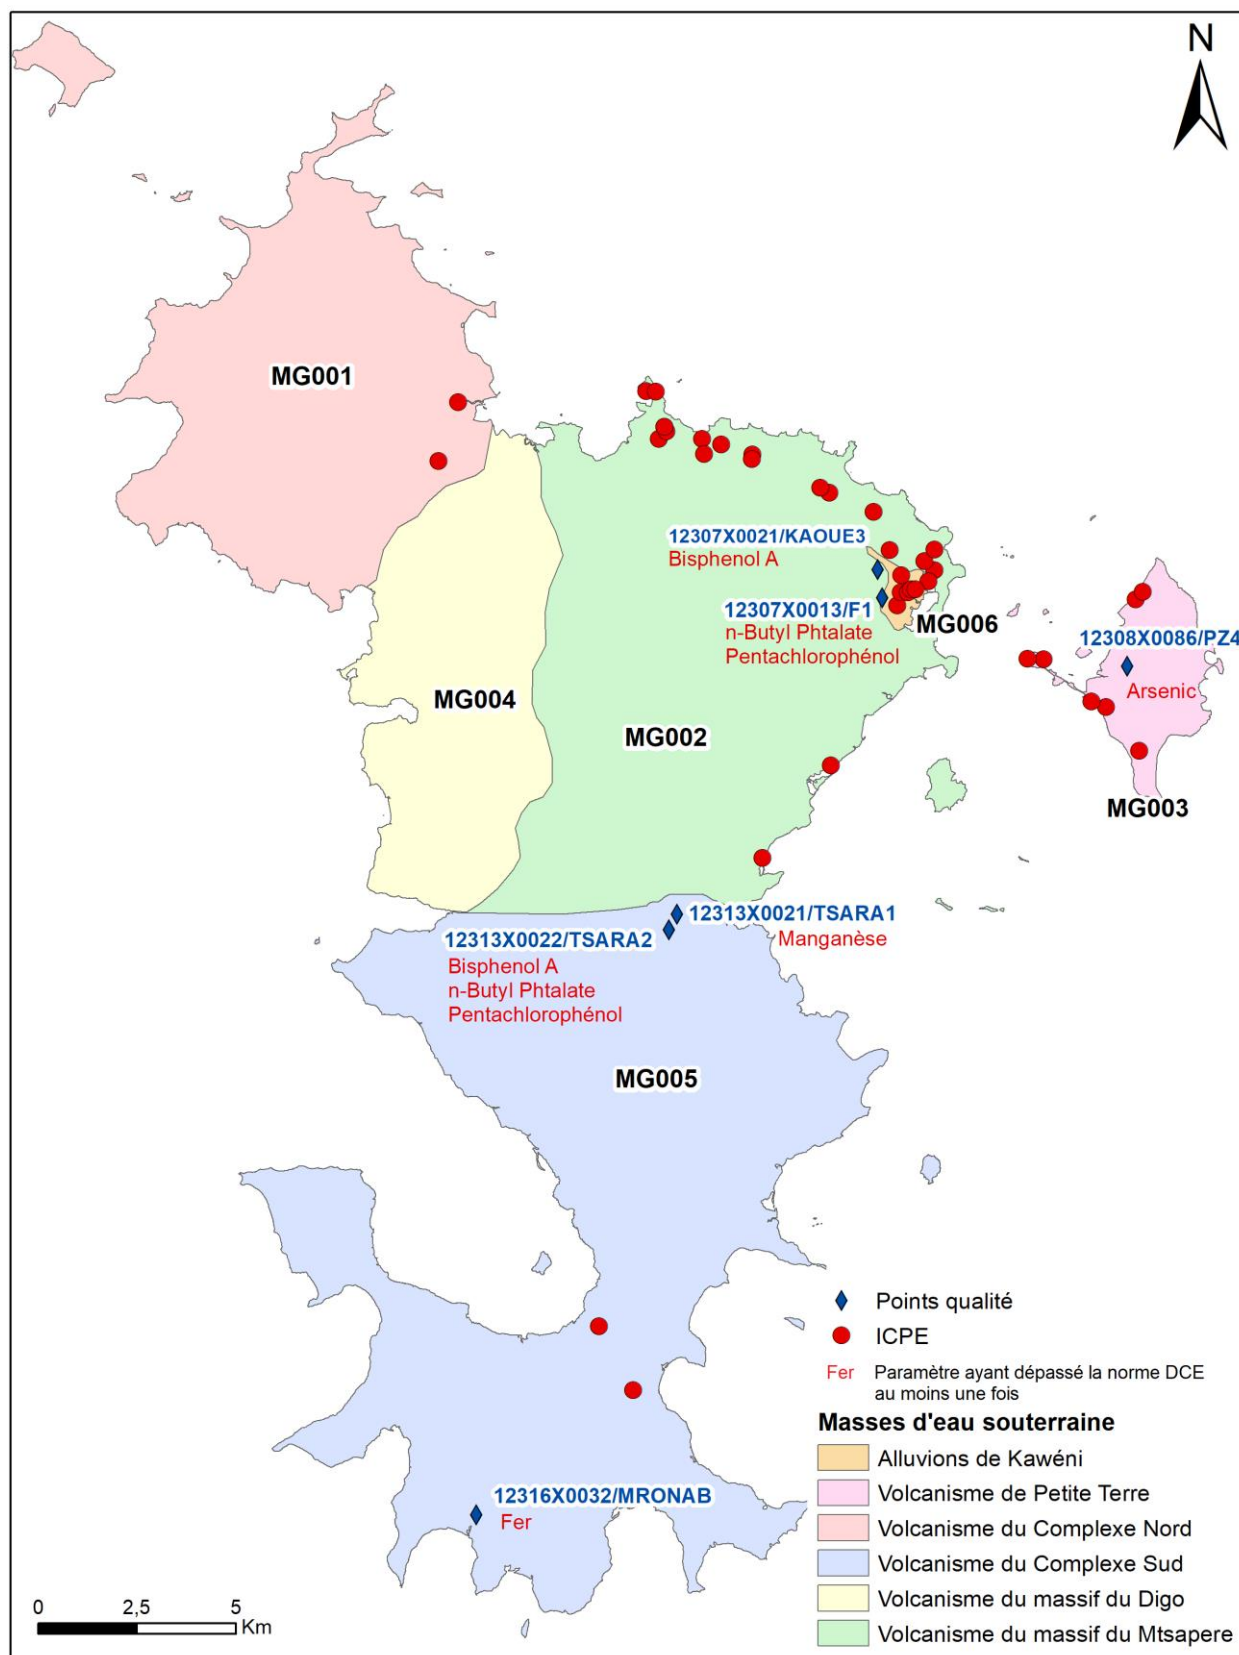 N
MG001
12307X0021/KAOUE3
Bisphenol A
12307X0013/F1
n-Butyl Phtalate
Pentachlorophénol
MG006
12308X0086/PZ4
Arsenic
MG004
MG002
MG003
12313X0021/TSARA1
Manganèse
12313X0022/TSARA2
Bisphenol A
n-Butyl Phtalate
Pentachlorophénol
MG005
12316X0032/MRONAB
Fer
Points qualité
ICPE
Fer Paramètre ayant dépassé la norme DCE
au moins une fois
Masses d'eau souterraine
Alluvions de Kawéni
Volcanisme de Petite Terre
Volcanisme du Complexe Nord
Volcanisme du Complexe Sud
Volcanisme du massif du Digo
Volcanisme du massif du Mtsapere
0 2,5 5
Km